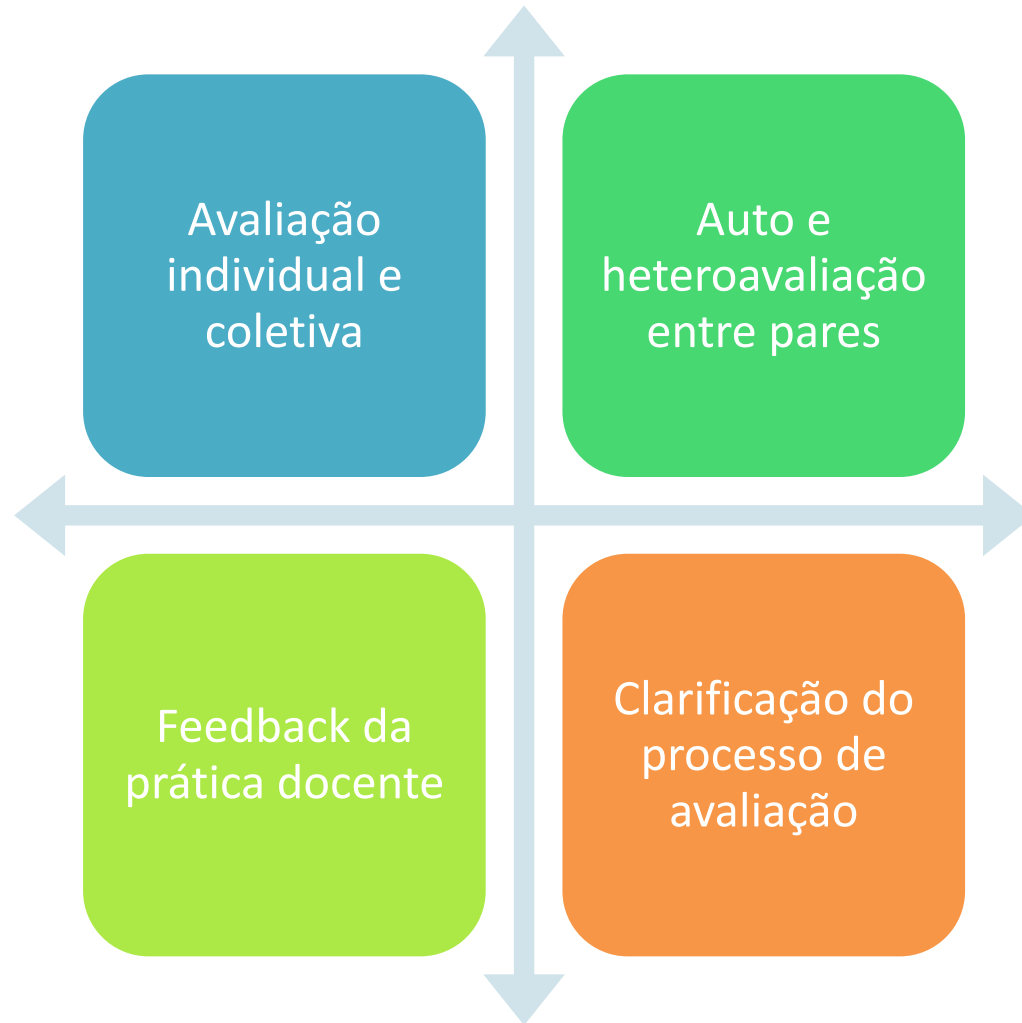 Avaliação
individual e
coletiva
Auto e
heteroavaliação
entre pares
Feedback da
prática docente
Clarificação do
processo de
avaliação